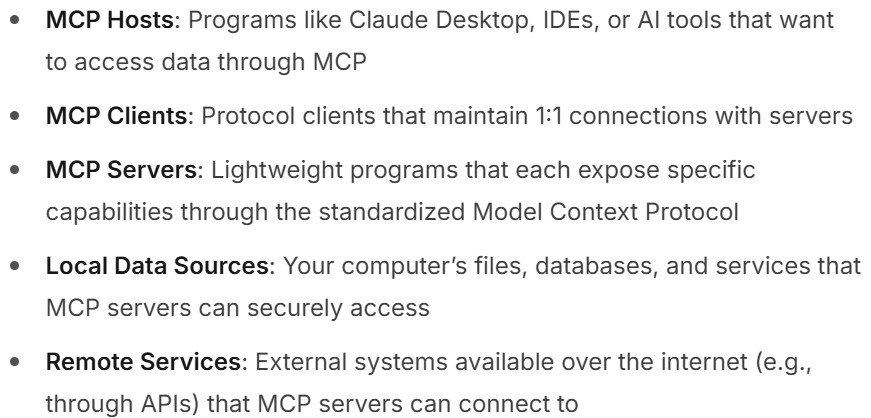 • MCP Hosts: Programs like Claude Desktop, IDEs, or AI tools that want
to access data through MCP
• MCP Clients: Protocol clients that maintain 1:1 connections with servers
• MCP Servers: Lightweight programs that each expose specific
capabilities through the standardized Model Context Protocol
• Local Data Sources: Your computer’s files, databases, and services that
MCP servers can securely access
• Remote Services: External systems available over the internet (e.g.,
through APIs) that MCP servers can connect to